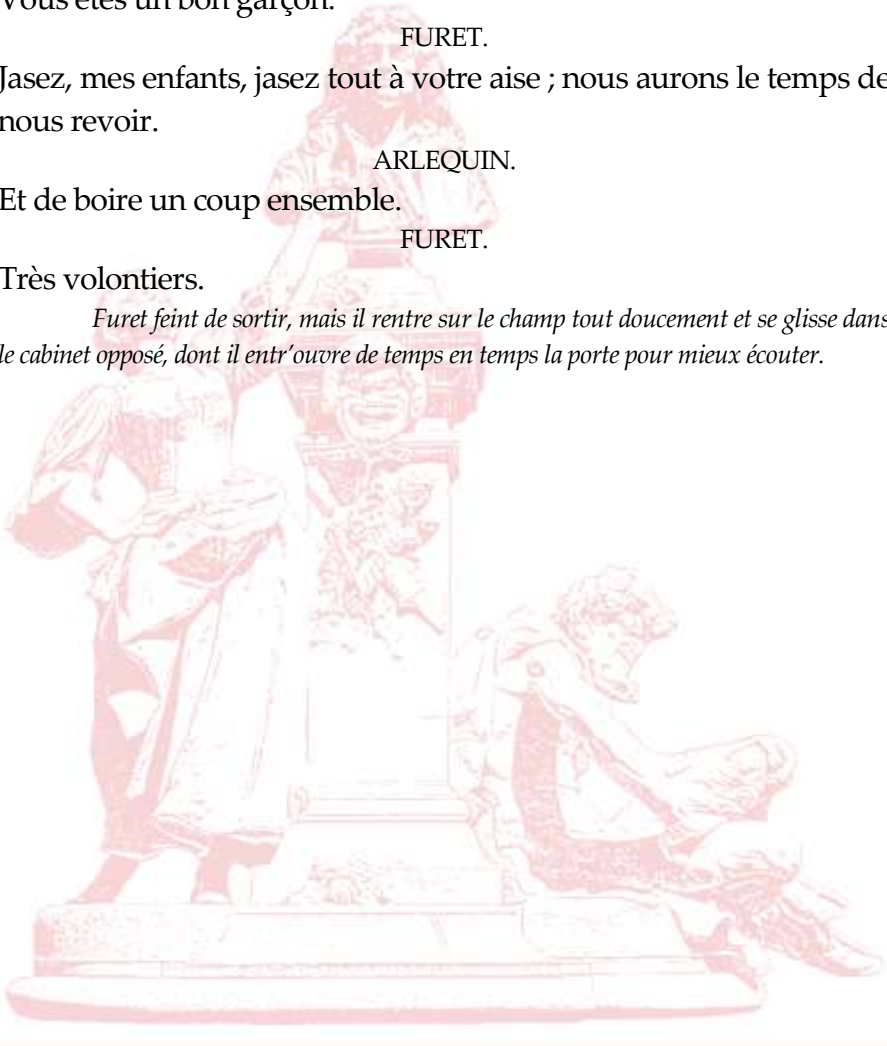 Vous êtes un bon garçon.
FURET.
Jasez, mes enfants, jasez tout à votre aise ; nous aurons le temps de
nous revoir.
ARLEQUIN.
Et de boire un coup ensemble.
FURET.
Très volontiers.
Furet feint de sortir, mais il rentre sur le champ tout doucement et se glisse dans
le cabinet opposé, dont il entr’ouvre de temps en temps la porte pour mieux écouter.